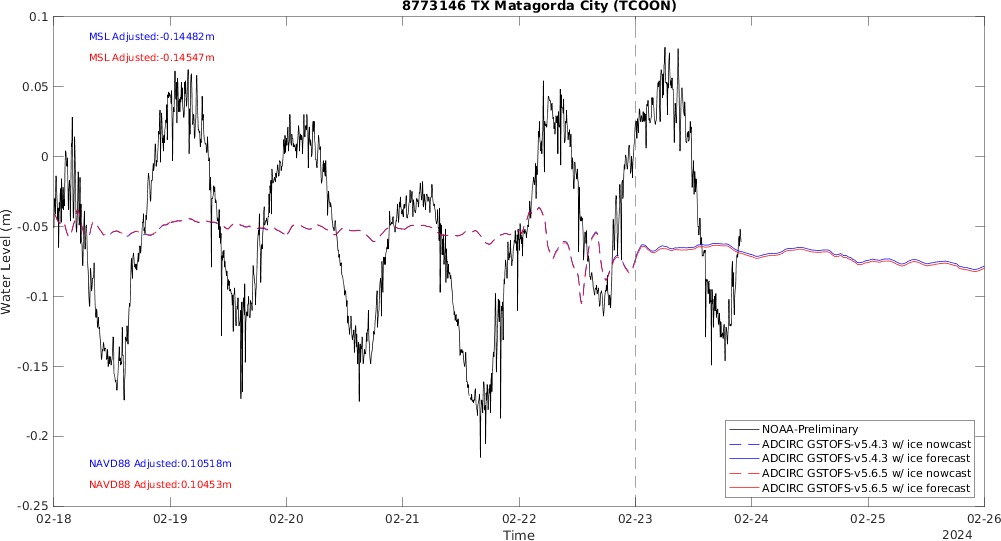 8773146 TX Matagorda City (TCOON)
MSL Adjusted:-0.14482m
MSL Adjusted:-0.14547m
NAVD88 Adjusted:0.10518m
NAVD88 Adjusted:0.10453m
Water Level (m)
0.1
0.05
0
-0.05
-0.1
-0.15
-0.2
-0.25
NOAA-Preliminary
ADCIRC GSTOFS-v5.4.3 w/ ice nowcast
ADCIRC GSTOFS-v5.4.3 w/ ice forecast
ADCIRC GSTOFS-v5.6.5 w/ ice nowcast
ADCIRC GSTOFS-v5.6.5 w/ ice forecast
02-18 02-19 02-20 02-21 02-22 02-23 02-24 02-25 02-26
Time
2024